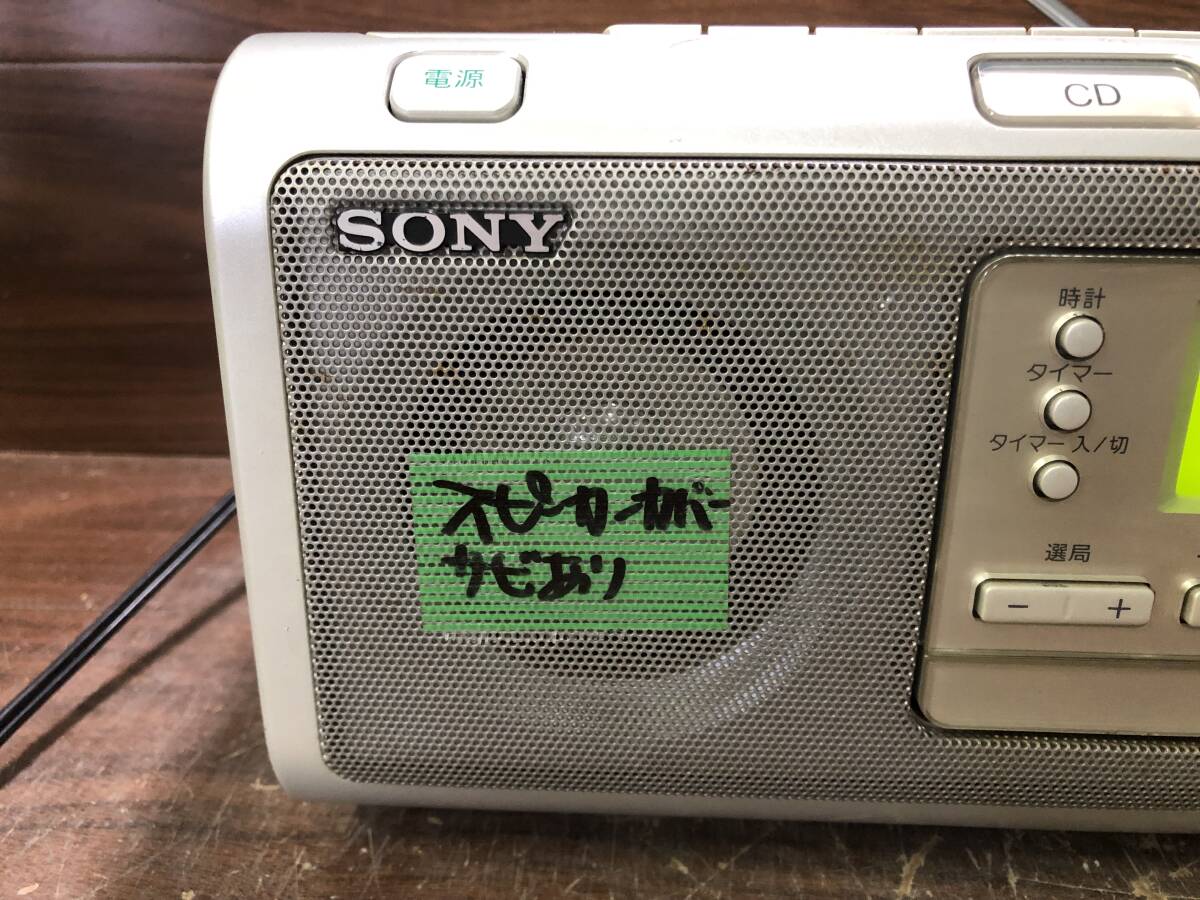 電源
CD
SONY
時計
タイマー
タイマー 入/切
スピーカーカバー
サビあり
選局
− +